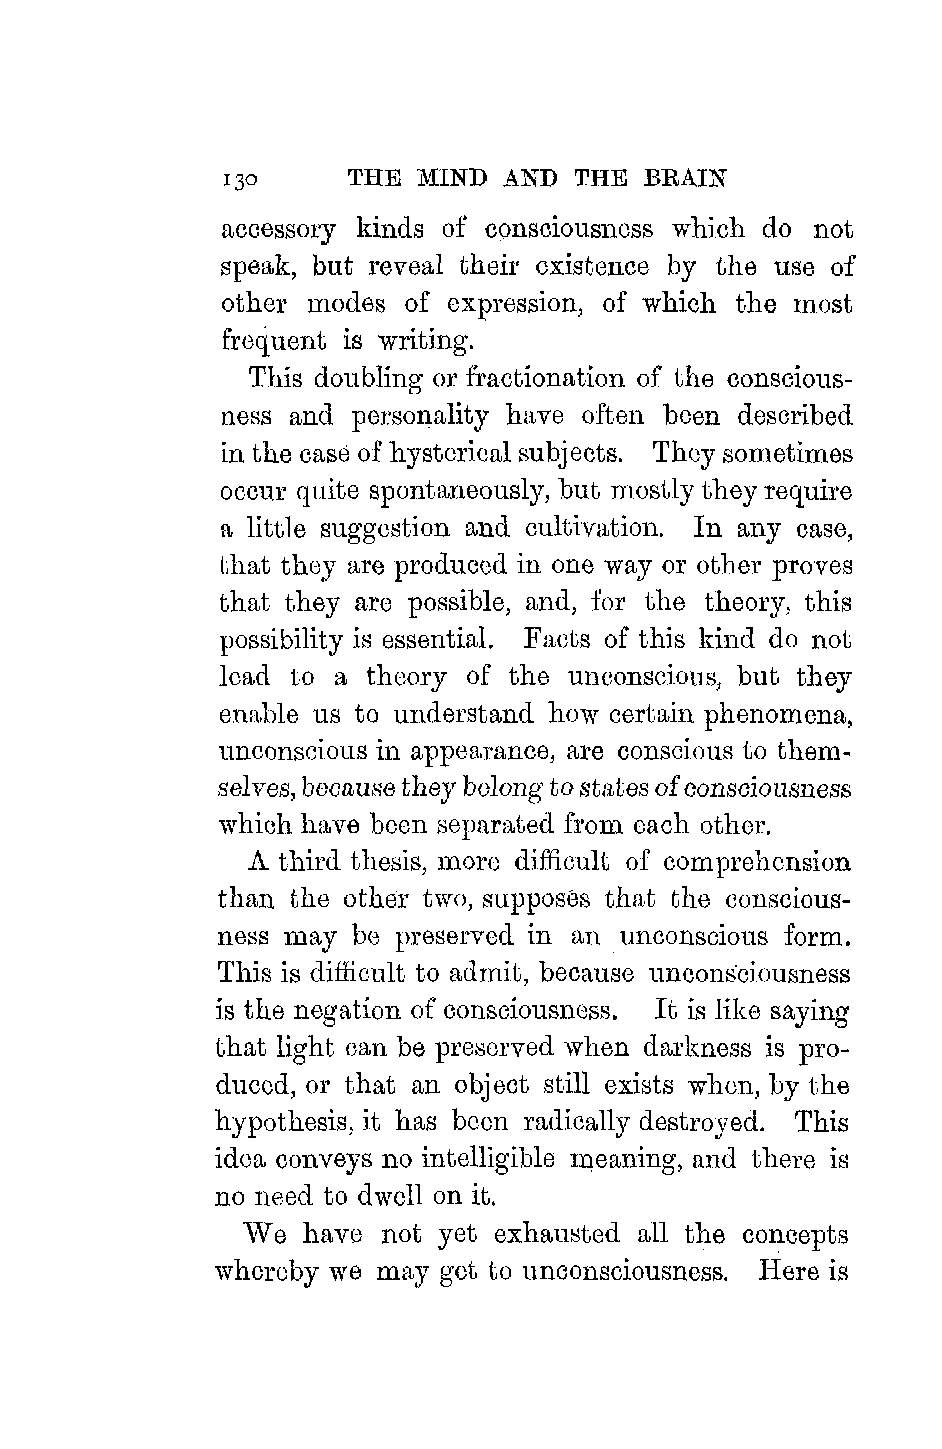 130 THE MIND AND THE BRAIN
accessory kinds of consciousness which do not
speak, but reveal their existence by the use of
other modes of expression, of which the most
frequent is writing.
This doubling or fractionation of the conscious-
ness and personality have often been described
in the case of hysterical subjects. They sometimes
occur quite spontaneously, but mostly they require
a little suggestion and cultivation. In any case,
that they are produced in one way or other proves
that they are possible, and, for the theory, this
possibility is essential. Facts of this kind do not
lead to a theory of the unconscious, but they
enable us to understand how certain phenomena,
unconscious in appearance, are conscious to them-
selves, because they belong to states of consciousness
which have been separated from each other.
A third thesis, more difficult of comprehension
than the other two, supposes that the conscious-
ness may be preserved in an unconscious form.
This is difficult to admit, because unconsciousness
is the negation of consciousness. It is like saying
that light can be preserved when darkness is pro-
duced, or that an object still exists when, by the
hypothesis, it has been radically destroyed. This
idea conveys no intelligible meaning, and there is
no need to dwell on it.
We have not yet exhausted all the concepts
whereby we may get to unconsciousness. Here is